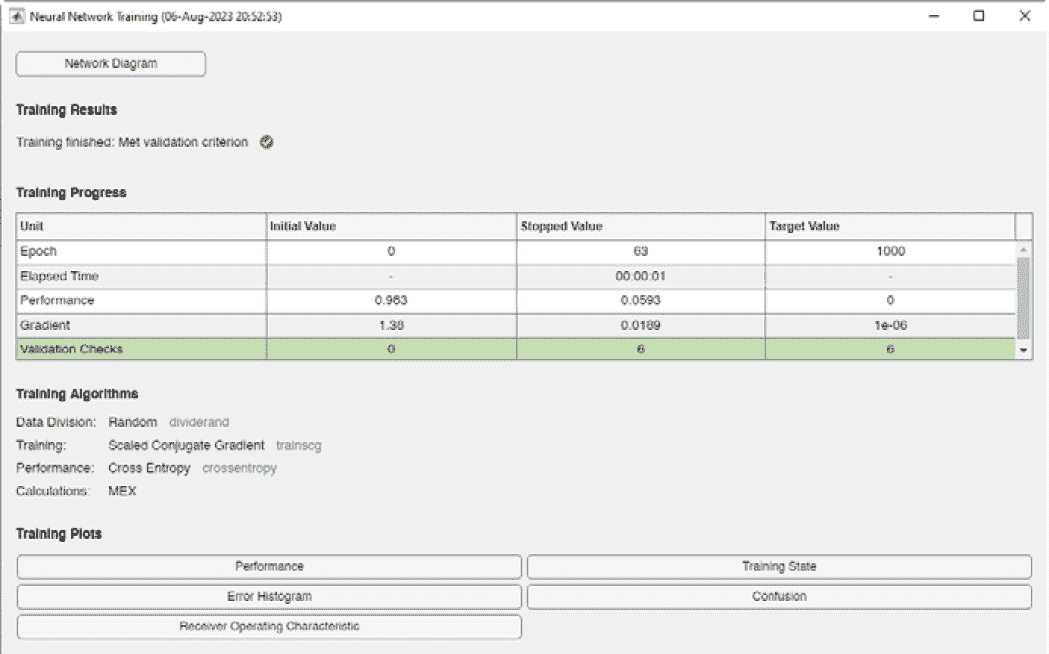 Neural Network Training (06-Aug-2023 20:52:53)
Network Diagram
Training Results
Training finished: Met validation criterion
Training Progress
Unit Initial Value Stopped Value Target Value
Epoch 0 63 1000
Elapsed Time - 00:00:01 -
Performance 0.983 0.0593 0
Gradient 1.38 0.0189 1e-06
Validation Checks 0 6 6
Training Algorithms
Data Division: Random dividerand
Training: Scaled Conjugate Gradient trainscg
Performance: Cross Entropy crossentropy
Calculations: MEX
Training Plots
Performance Training State
Error Histogram Confusion
Receiver Operating Characteristic